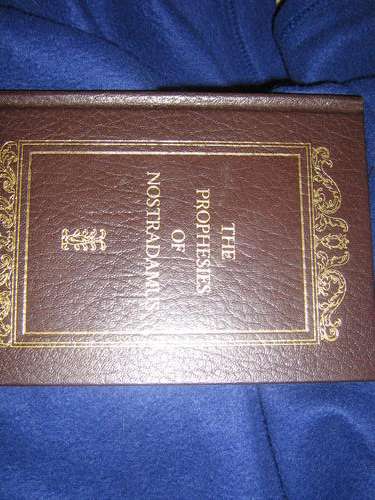 THE
PROPHESIES
OF
NOSTRADAMUS